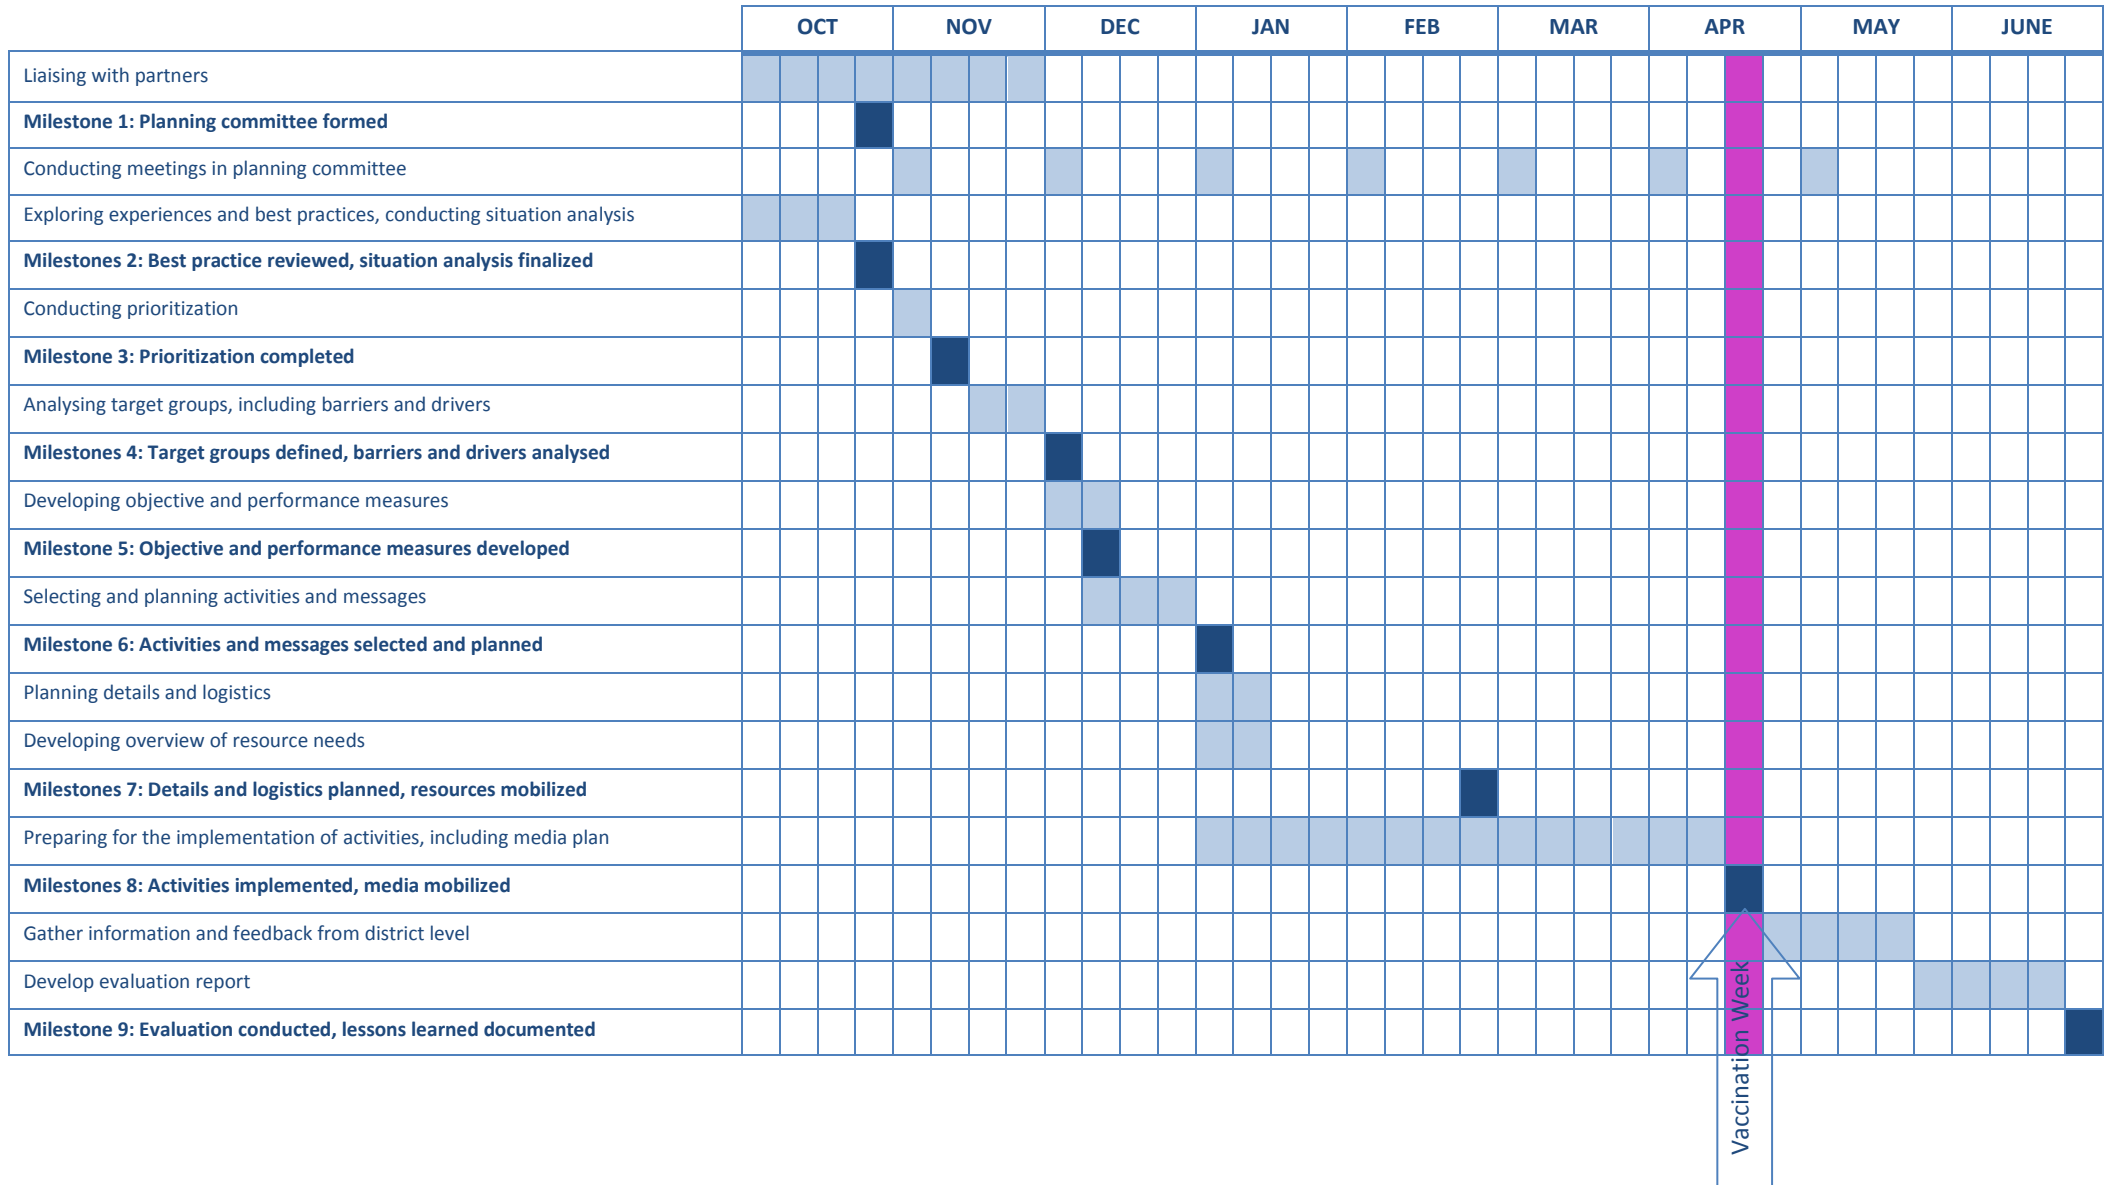 OCT NOV DEC JAN FEB MAR APR MAY JUNE
Liaising with partners
Milestone 1: Planning committee formed
Conducting meetings in planning committee
Exploring experiences and best practices, conducting situation analysis
Milestones 2: Best practice reviewed, situation analysis finalized
Conducting prioritization
Milestone 3: Prioritization completed
Analysing target groups, including barriers and drivers
Milestones 4: Target groups defined, barriers and drivers analysed
Developing objective and performance measures
Milestone 5: Objective and performance measures developed
Selecting and planning activities and messages
Milestone 6: Activities and messages selected and planned
Planning details and logistics
Developing overview of resource needs
Milestones 7: Details and logistics planned, resources mobilized
Preparing for the implementation of activities, including media plan
Milestones 8: Activities implemented, media mobilized
Gather information and feedback from district level
Develop evaluation report
Milestone 9: Evaluation conducted, lessons learned documented
Vaccination Week